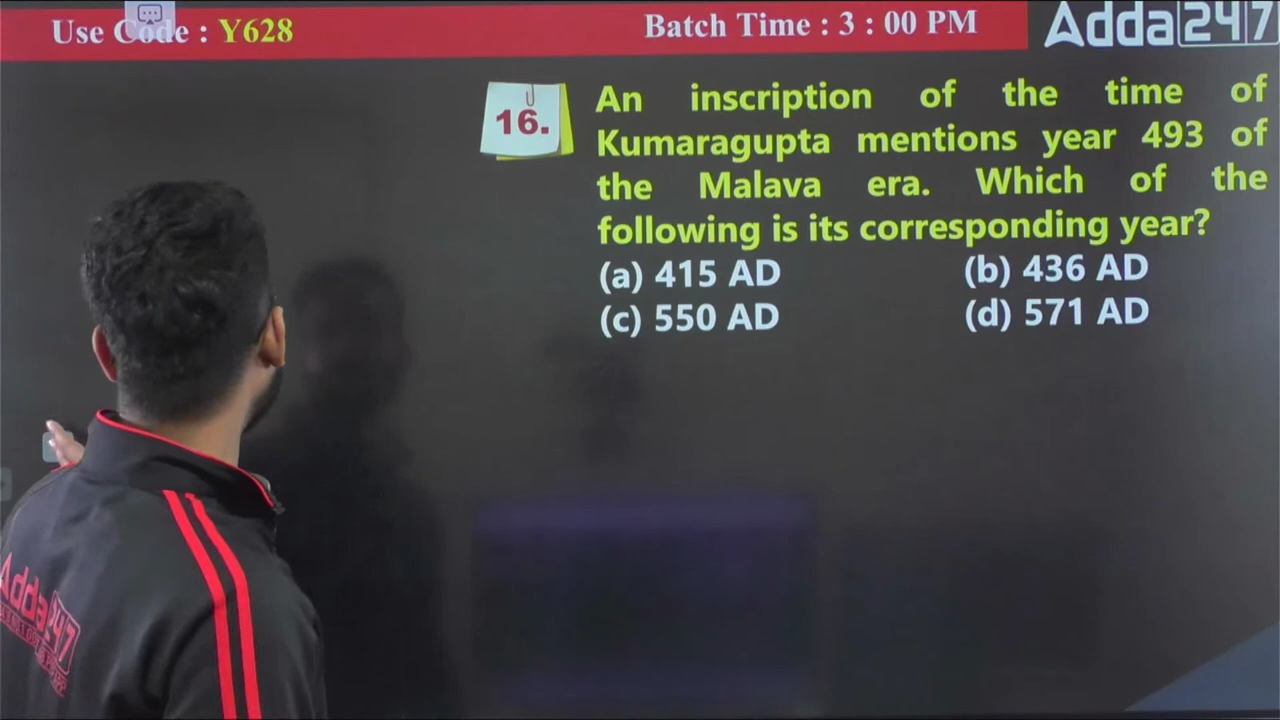 Use Code : Y628
Batch Time : 3 : 00 PM
Adda247
16.
An inscription of the time of
Kumaragupta mentions year 493 of
the Malava era. Which of the
following is its corresponding year?
(a) 415 AD
(b) 436 AD
(c) 550 AD
(d) 571 AD
Adda247